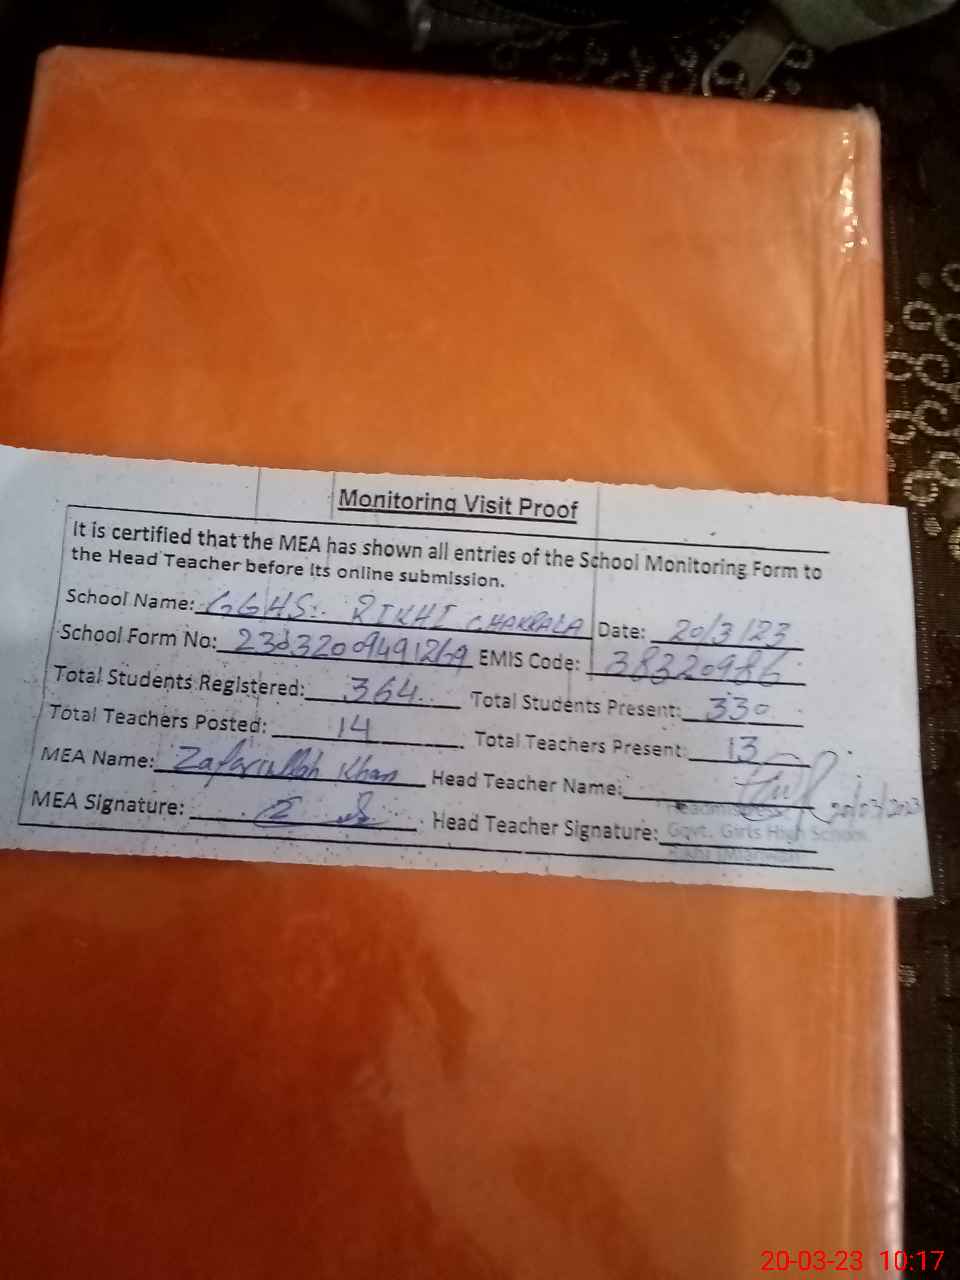 Monitoring Visit Proof
It is certified that the MEA has shown all entries of the School Monitoring Form to
the Head Teacher before its online submission.
School Name: GGHS. RIKHI CHAKRALA Date: 20/3/23
School Form No: EMIS Code: 38320986
Total Students Registered: 364 Total Students Present: 330
Total Teachers Posted: 14 Total Teachers Present: 13
MEA Name: Zafarullah Khan Head Teacher Name:
20/03/2023
MEA Signature: Head Teacher Signature:
Headmistress
Govt. Girls High School
20-03-23 10:17